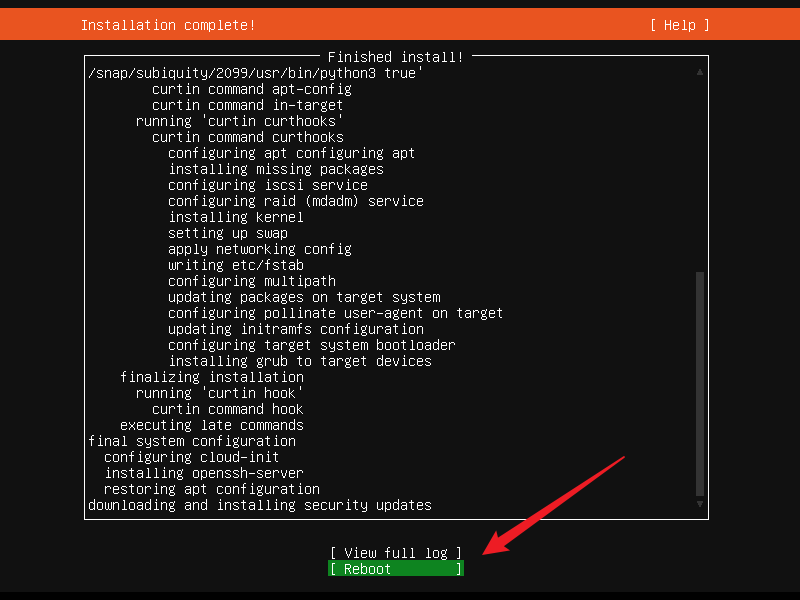 Installation complete! [ Help ]
Finished install!
/snap/subiquity/2099/usr/bin/python3 true'
curtin command apt-config
curtin command in-target
running 'curtin curthooks'
curtin command curthooks
configuring apt configuring apt
installing missing packages
configuring iscsi service
configuring raid (mdadm) service
installing kernel
setting up swap
apply networking config
writing etc/fstab
configuring multipath
updating packages on target system
configuring pollinate user-agent on target
updating initramfs configuration
configuring target system bootloader
installing grub to target devices
finalizing installation
running 'curtin hook'
curtin command hook
executing late commands
final system configuration
configuring cloud-init
installing openssh-server
restoring apt configuration
downloading and installing security updates
[ View full log ]
[ Reboot ]